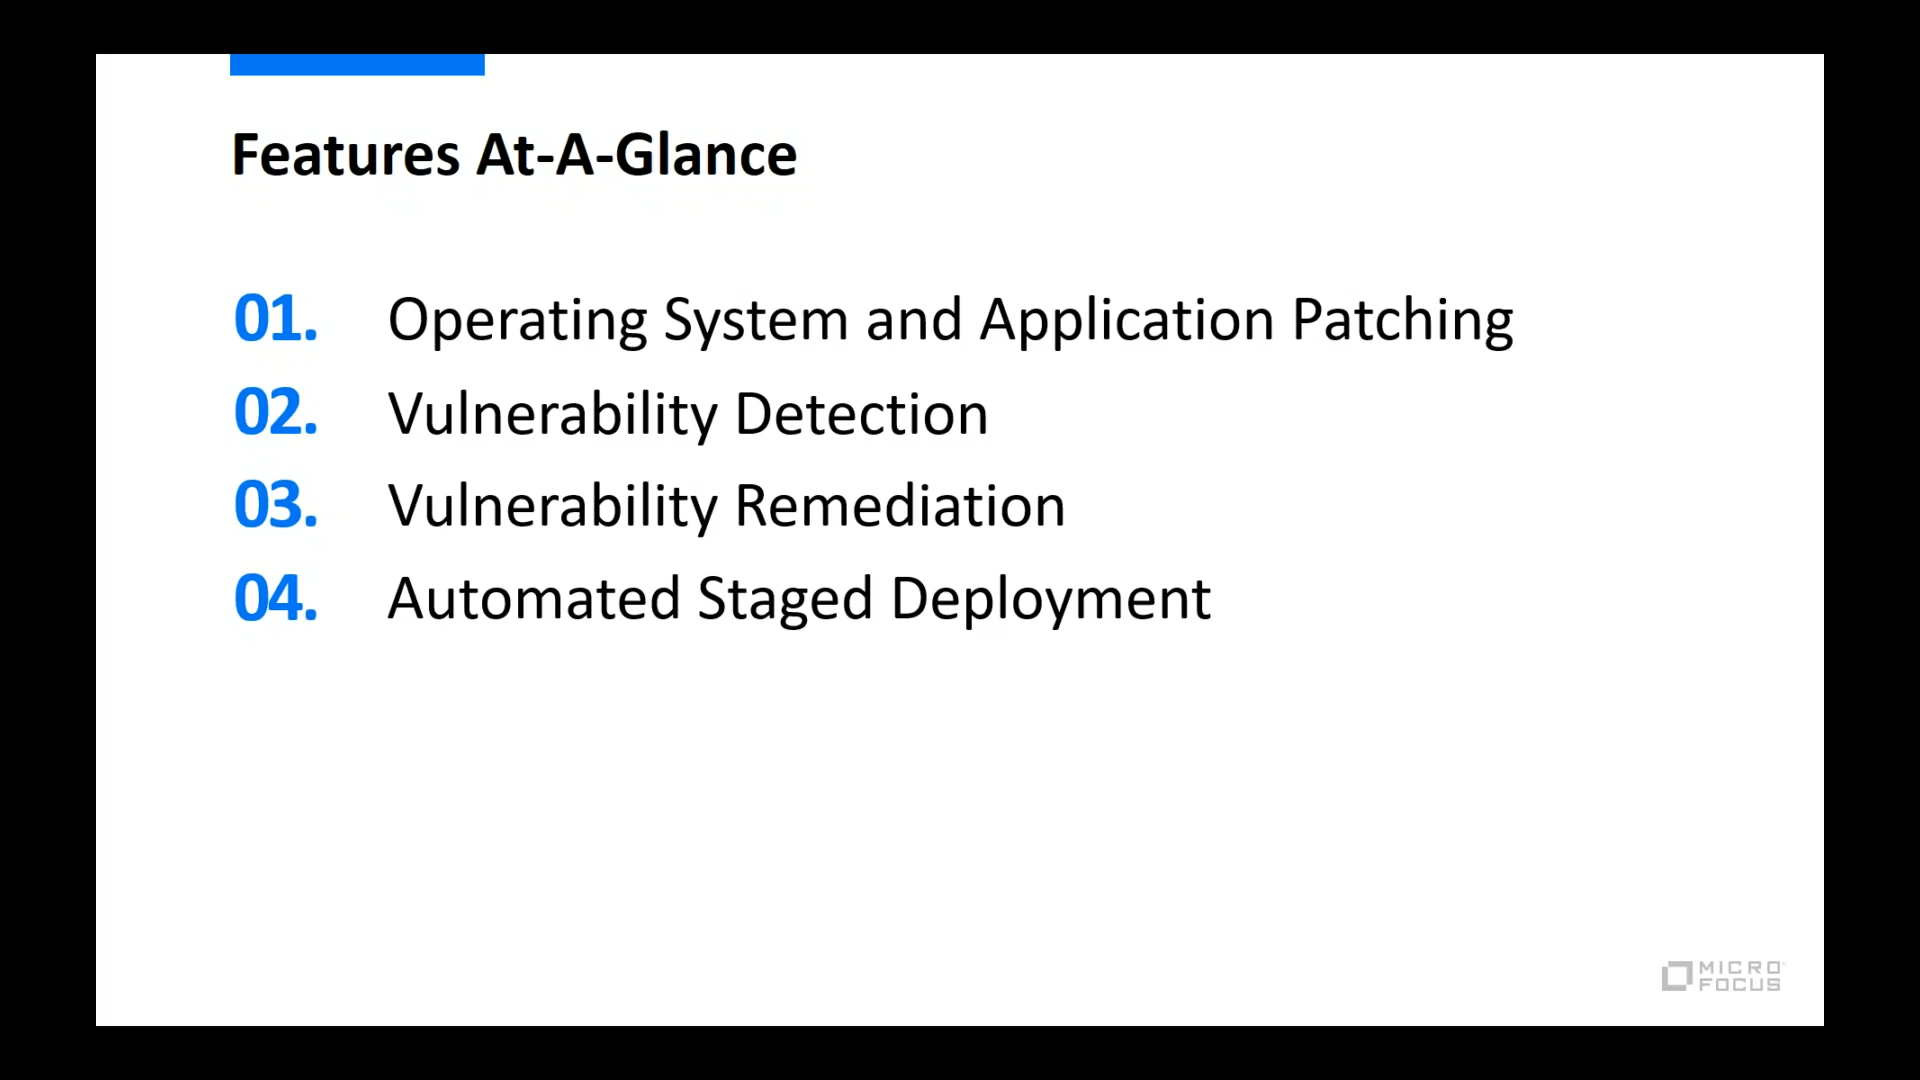 Features At-A-Glance
01. Operating System and Application Patching
02. Vulnerability Detection
03. Vulnerability Remediation
04. Automated Staged Deployment
MICRO
FOCUS